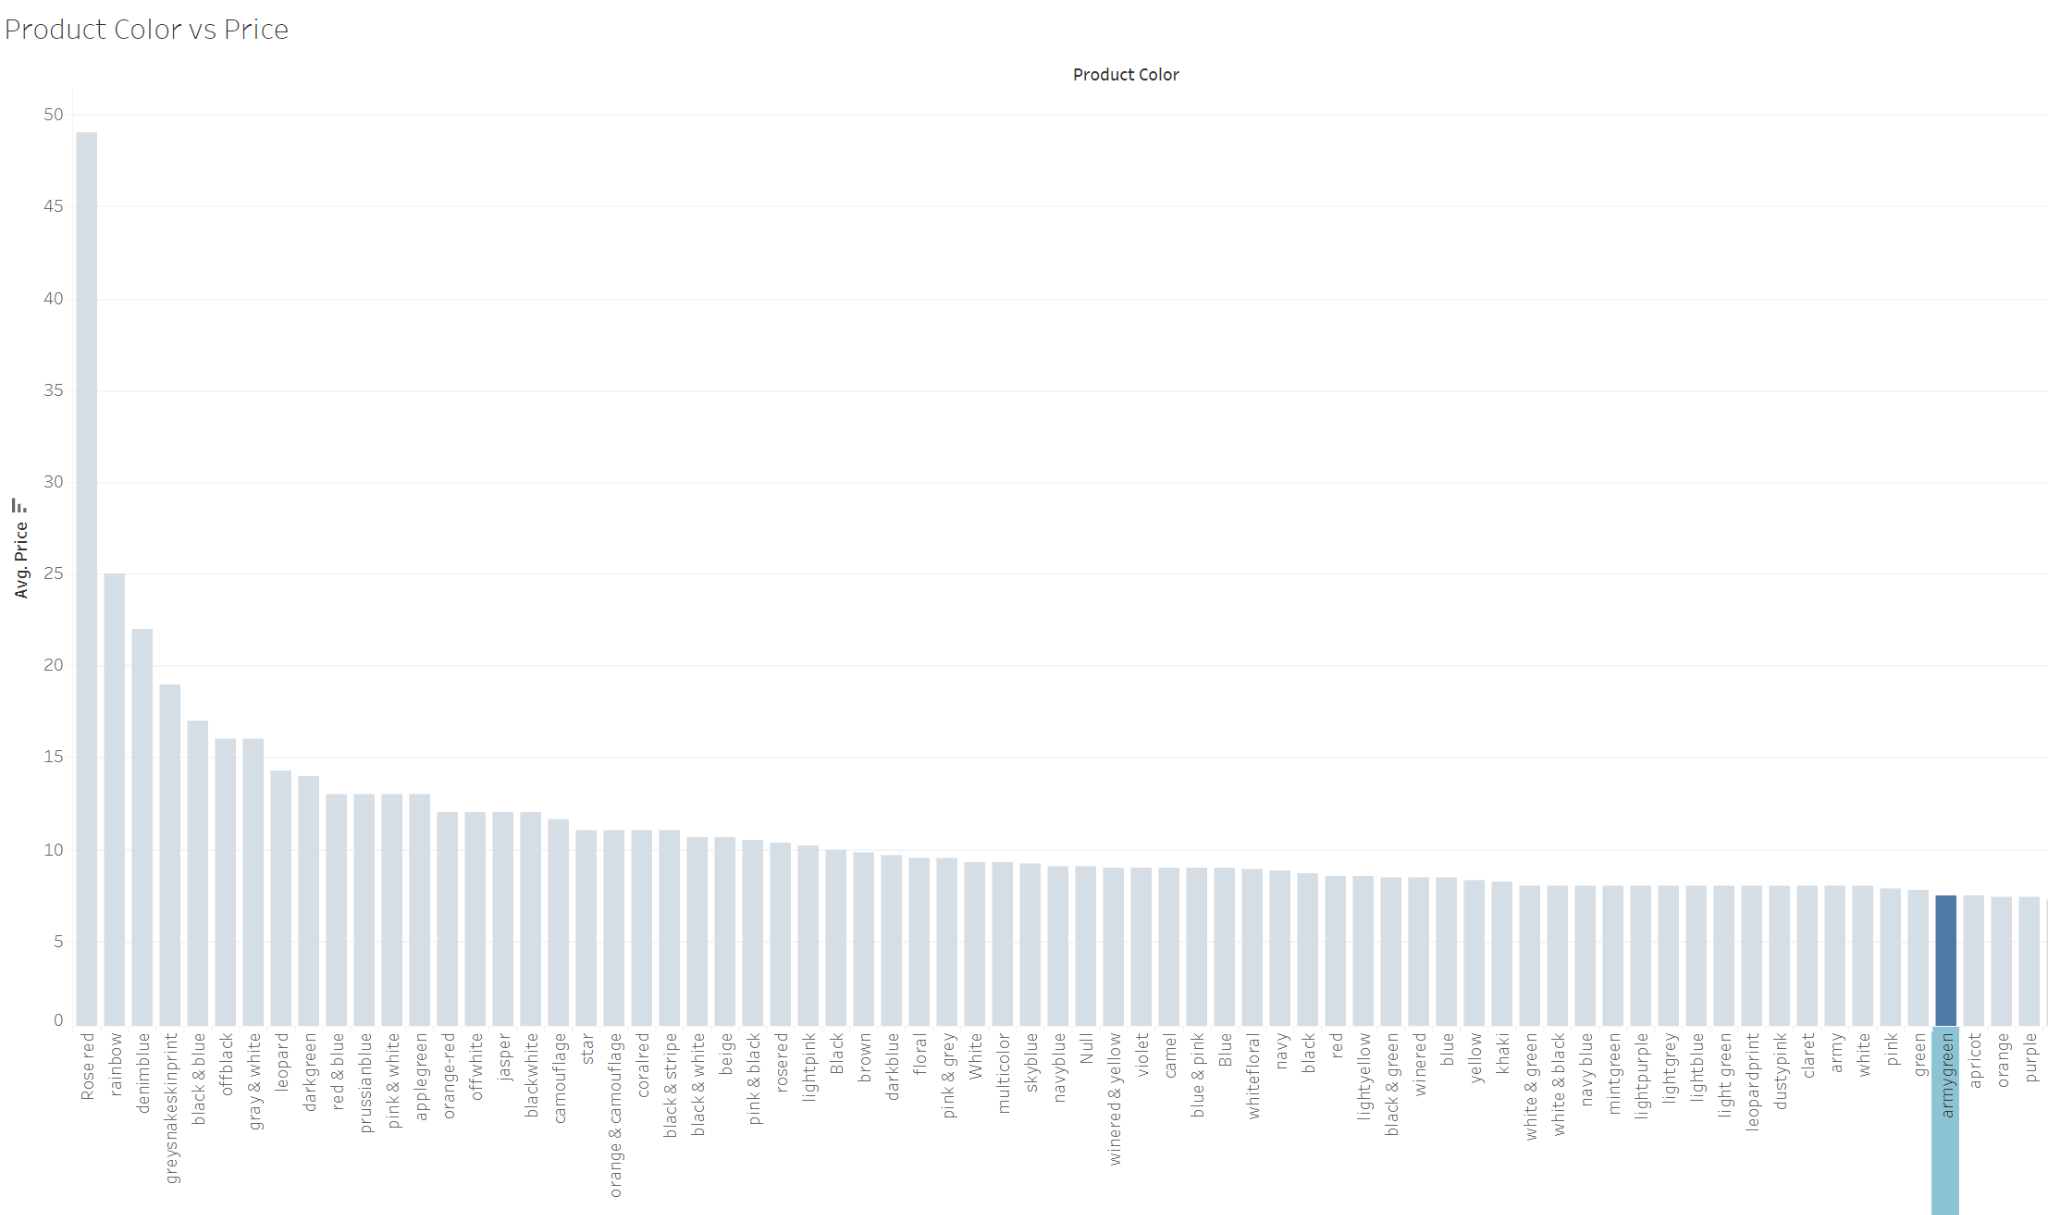 Product Color vs Price
Product Color
50
45
40
35
30
25
20
15
10
5
0
Avg. Price
Rose red
rainbow
denimblue
greysnakeskinprint
black & blue
offblack
gray & white
leopard
darkgreen
red & blue
prussianblue
pink & white
applegreen
orange-red
offwhite
jasper
blackwhite
camouflage
star
orange & camouflage
coralred
black & stripe
black & white
beige
pink & black
rosered
lightpink
Black
brown
darkblue
floral
pink & grey
White
multicolor
skyblue
navyblue
Null
winered & yellow
violet
camel
blue & pink
Blue
whitefloral
navy
black
red
lightyellow
black & green
winered
blue
yellow
khaki
white & green
white & black
navy blue
mintgreen
lightpurple
lightgrey
lightblue
light green
leopardprint
dustypink
claret
army
white
pink
green
armygreen
apricot
orange
purple